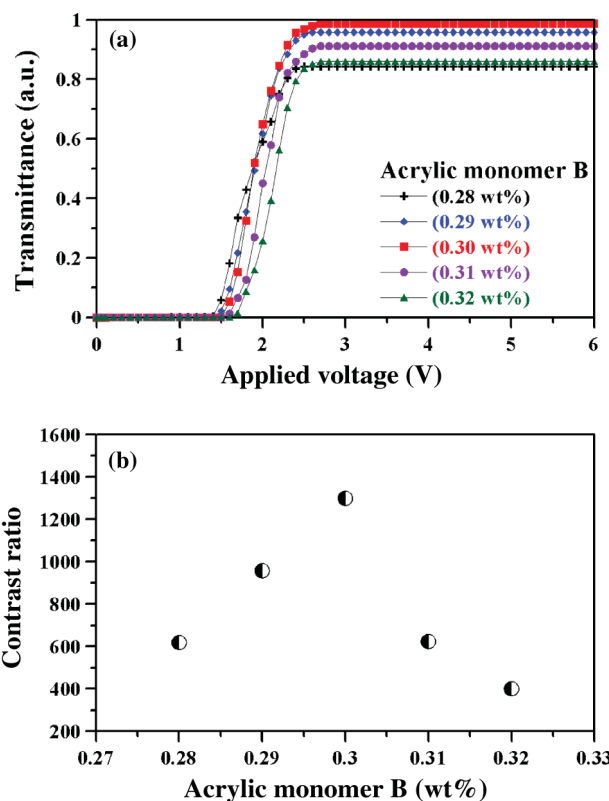 (a)
Transmittance (a.u.)
1
0.8
0.6
0.4
0.2
0
Acrylic monomer B
(0.28 wt%)
(0.29 wt%)
(0.30 wt%)
(0.31 wt%)
(0.32 wt%)
0 1 2 3 4 5 6
Applied voltage (V)
(b)
Contrast ratio
1600
1400
1200
1000
800
600
400
200
0.27 0.28 0.29 0.3 0.31 0.32 0.33
Acrylic monomer B (wt%)